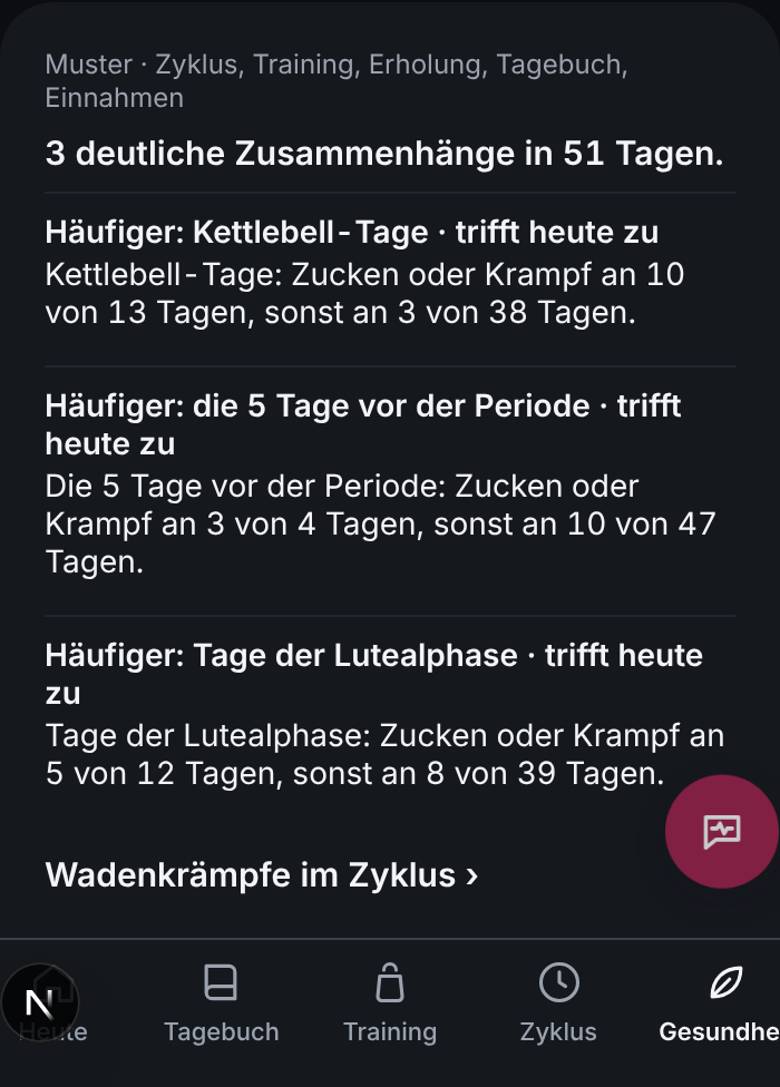 Muster · Zyklus, Training, Erholung, Tagebuch,
Einnahmen
3 deutliche Zusammenhänge in 51 Tagen.
Häufiger: Kettlebell-Tage · trifft heute zu
Kettlebell-Tage: Zucken oder Krampf an 10
von 13 Tagen, sonst an 3 von 38 Tagen.
Häufiger: die 5 Tage vor der Periode · trifft
heute zu
Die 5 Tage vor der Periode: Zucken oder
Krampf an 3 von 4 Tagen, sonst an 10 von 47
Tagen.
Häufiger: Tage der Lutealphase · trifft heute
zu
Tage der Lutealphase: Zucken oder Krampf an
5 von 12 Tagen, sonst an 8 von 39 Tagen.
Wadenkrämpfe im Zyklus ›
N
Heute Tagebuch Training Zyklus Gesundhe